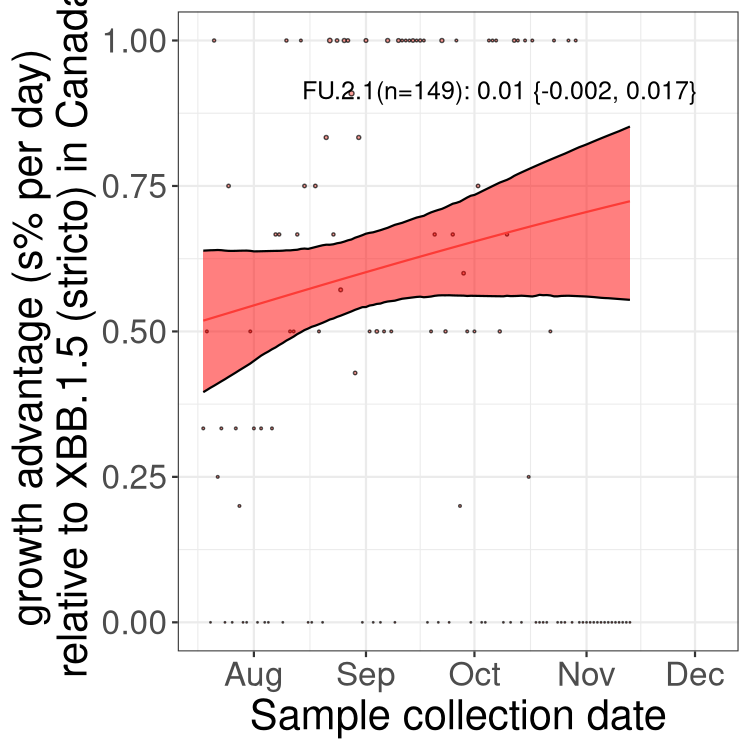 growth advantage (s% per day)
relative to XBB.1.5 (stricto) in Canada
1.00
FU.2.1(n=149): 0.01 {-0.002, 0.017}
0.75
0.50
0.25
0.00
Aug Sep Oct Nov Dec
Sample collection date